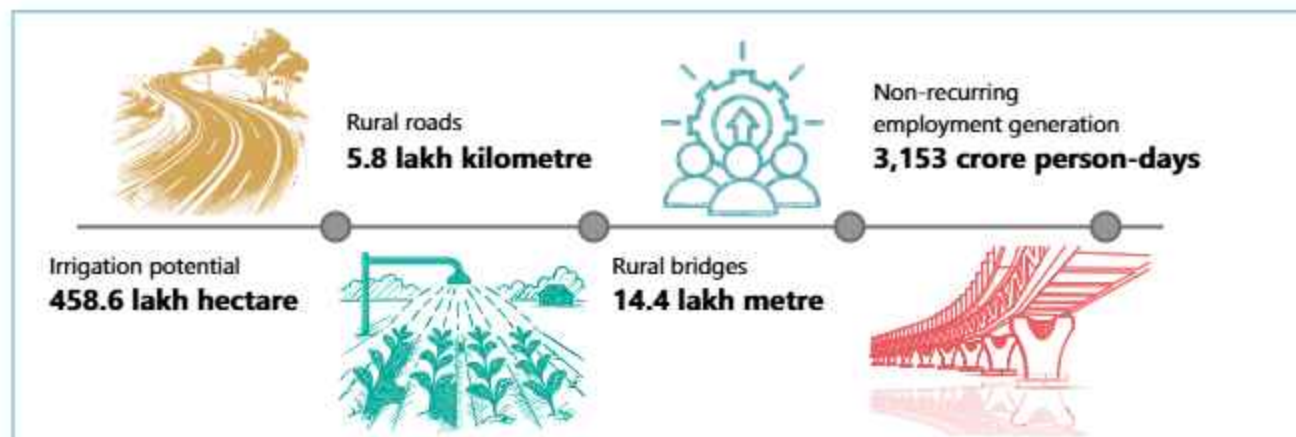 Rural roads
5.8 lakh kilometre
Non-recurring
employment generation
3,153 crore person-days
Irrigation potential
458.6 lakh hectare
Rural bridges
14.4 lakh metre